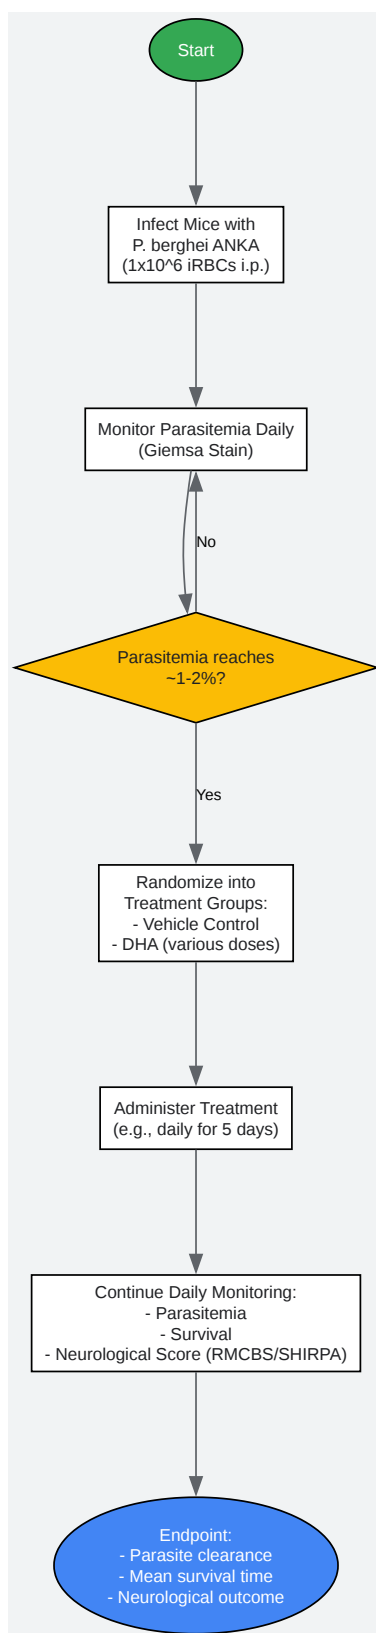 Start
Infect Mice with
P. berghei ANKA
(1x10^6 iRBCs i.p.)
Monitor Parasitemia Daily
(Giemsa Stain)
No
Parasitemia reaches
~1-2%?
Yes
Randomize into
Treatment Groups:
- Vehicle Control
- DHA (various doses)
Administer Treatment
(e.g., daily for 5 days)
Continue Daily Monitoring:
- Parasitemia
- Survival
- Neurological Score (RMCBS/SHIRPA)
Endpoint:
- Parasite clearance
- Mean survival time
- Neurological outcome